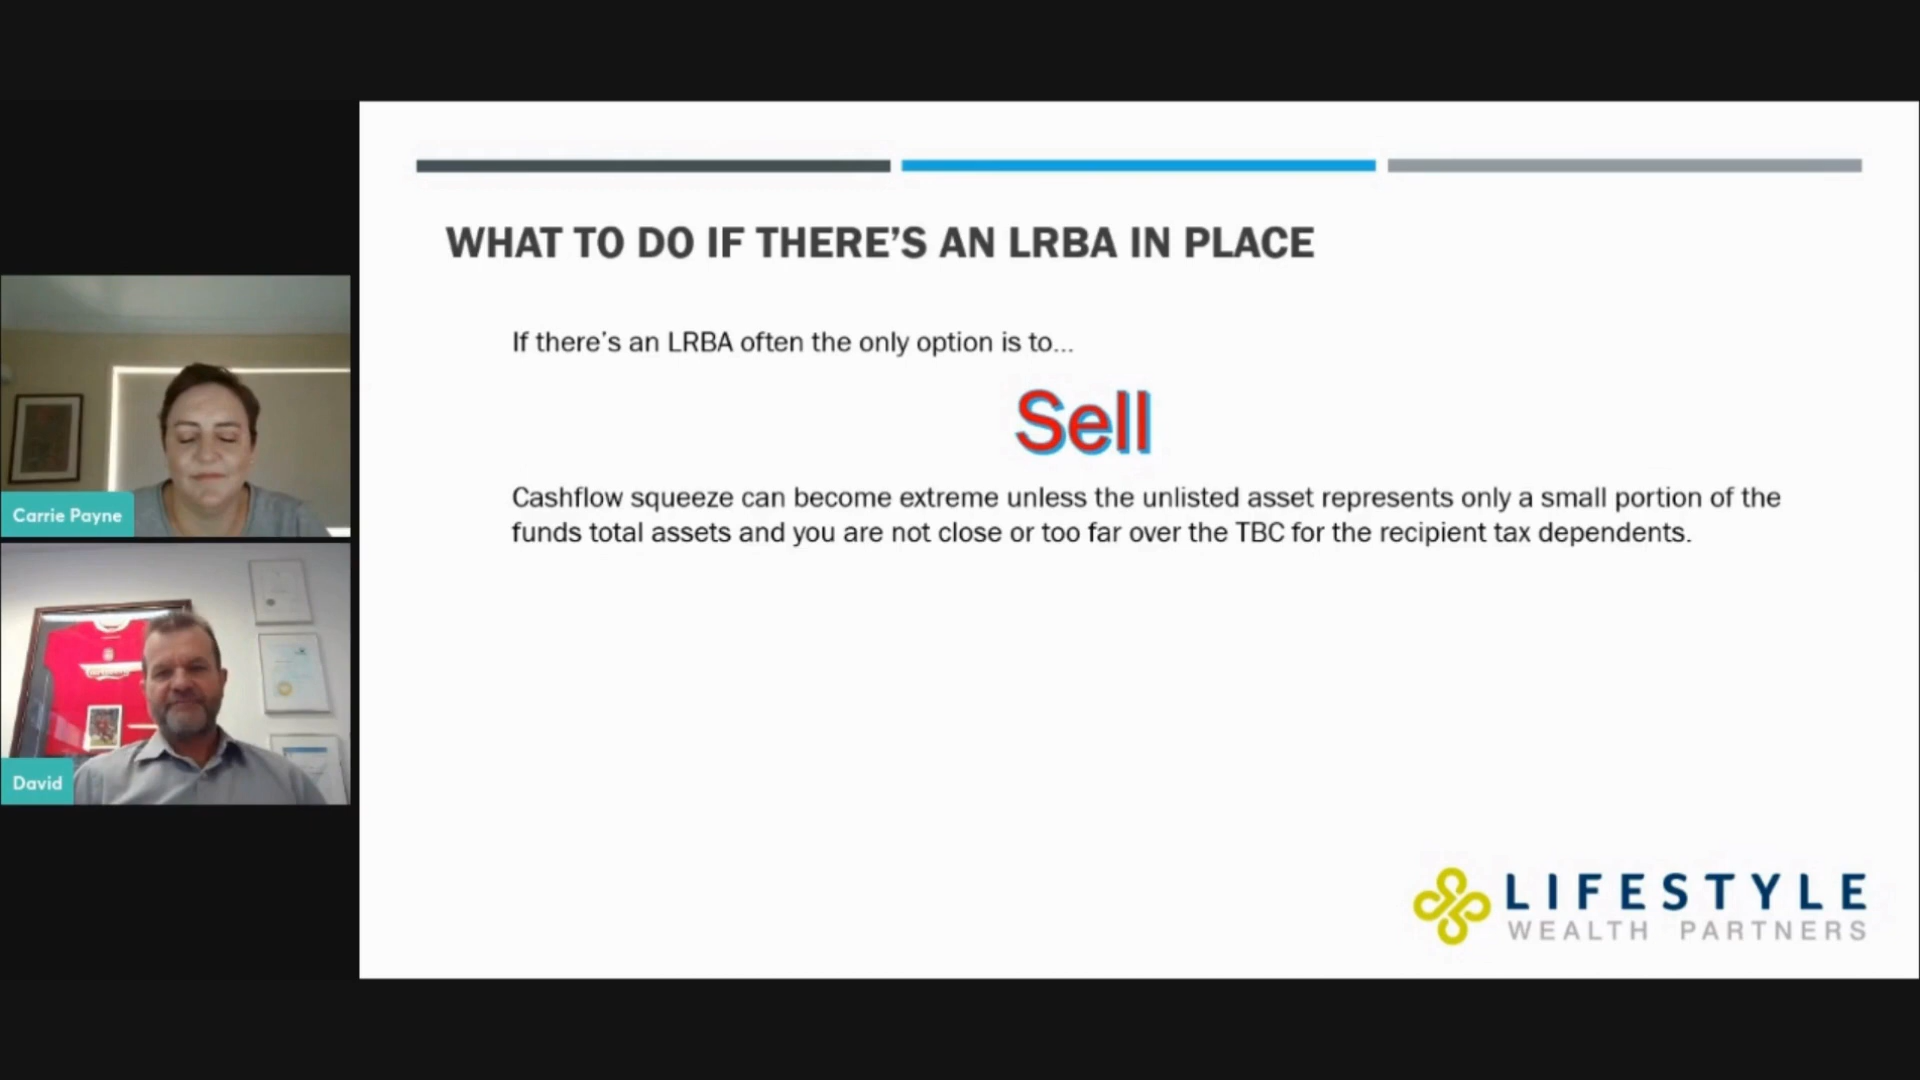 WHAT TO DO IF THERE'S AN LRBA IN PLACE
If there's an LRBA often the only option is to...
Sell
Cashflow squeeze can become extreme unless the unlisted asset represents only a small portion of the
funds total assets and you are not close or too far over the TBC for the recipient tax dependents.
Carrie Payne
David
LIFESTYLE
WEALTH PARTNERS